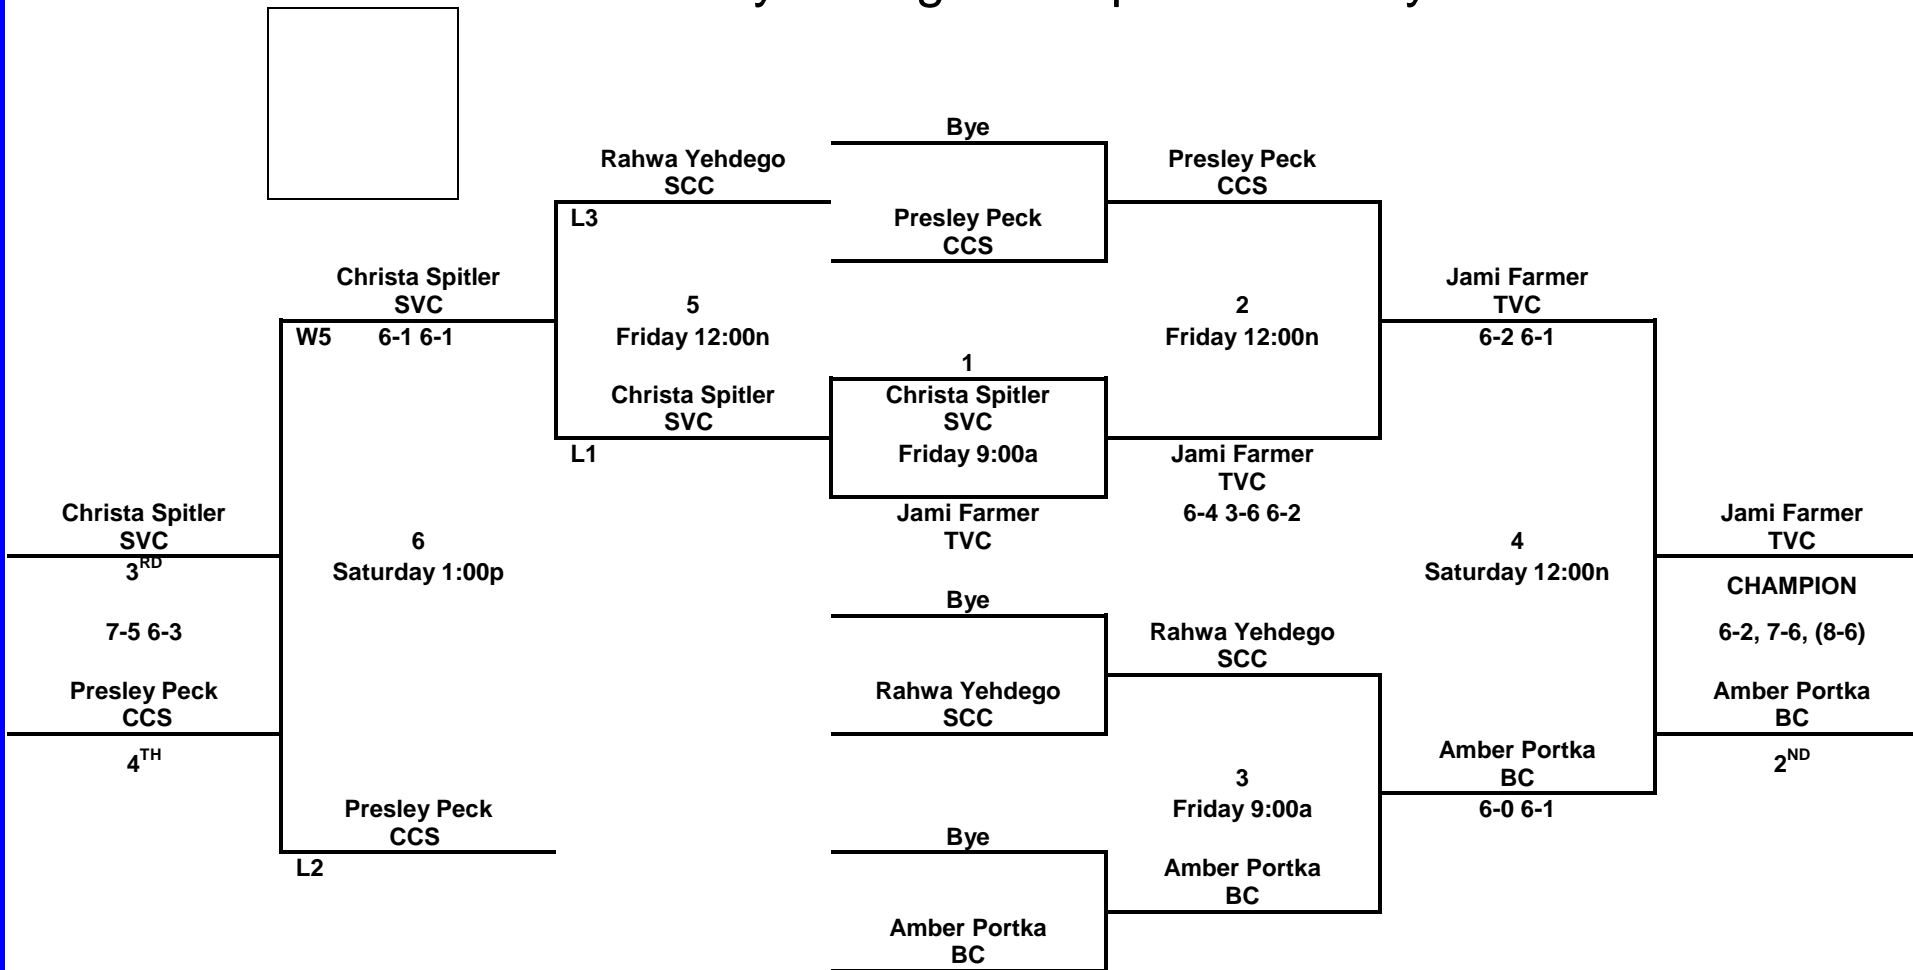 Bye
Rahwa Yehdego
SCC
Presley Peck
CCS
L3
Presley Peck
CCS
Christa Spitler
SVC
Jami Farmer
TVC
5
2
W5 6-1 6-1
Friday 12:00n
Friday 12:00n
6-2 6-1
1
Christa Spitler
SVC
Christa Spitler
SVC
L1
Friday 9:00a
Jami Farmer
TVC
6-4 3-6 6-2
Christa Spitler
SVC
3RD
Jami Farmer
TVC
Jami Farmer
TVC
6
Saturday 1:00p
4
Saturday 12:00n
CHAMPION
Bye
7-5 6-3
Rahwa Yehdego
SCC
6-2, 7-6, (8-6)
Presley Peck
CCS
Rahwa Yehdego
SCC
Amber Portka
BC
4TH
3
Friday 9:00a
Amber Portka
BC
6-0 6-1
2ND
Presley Peck
CCS
Bye
L2
Amber Portka
BC
Amber Portka
BC